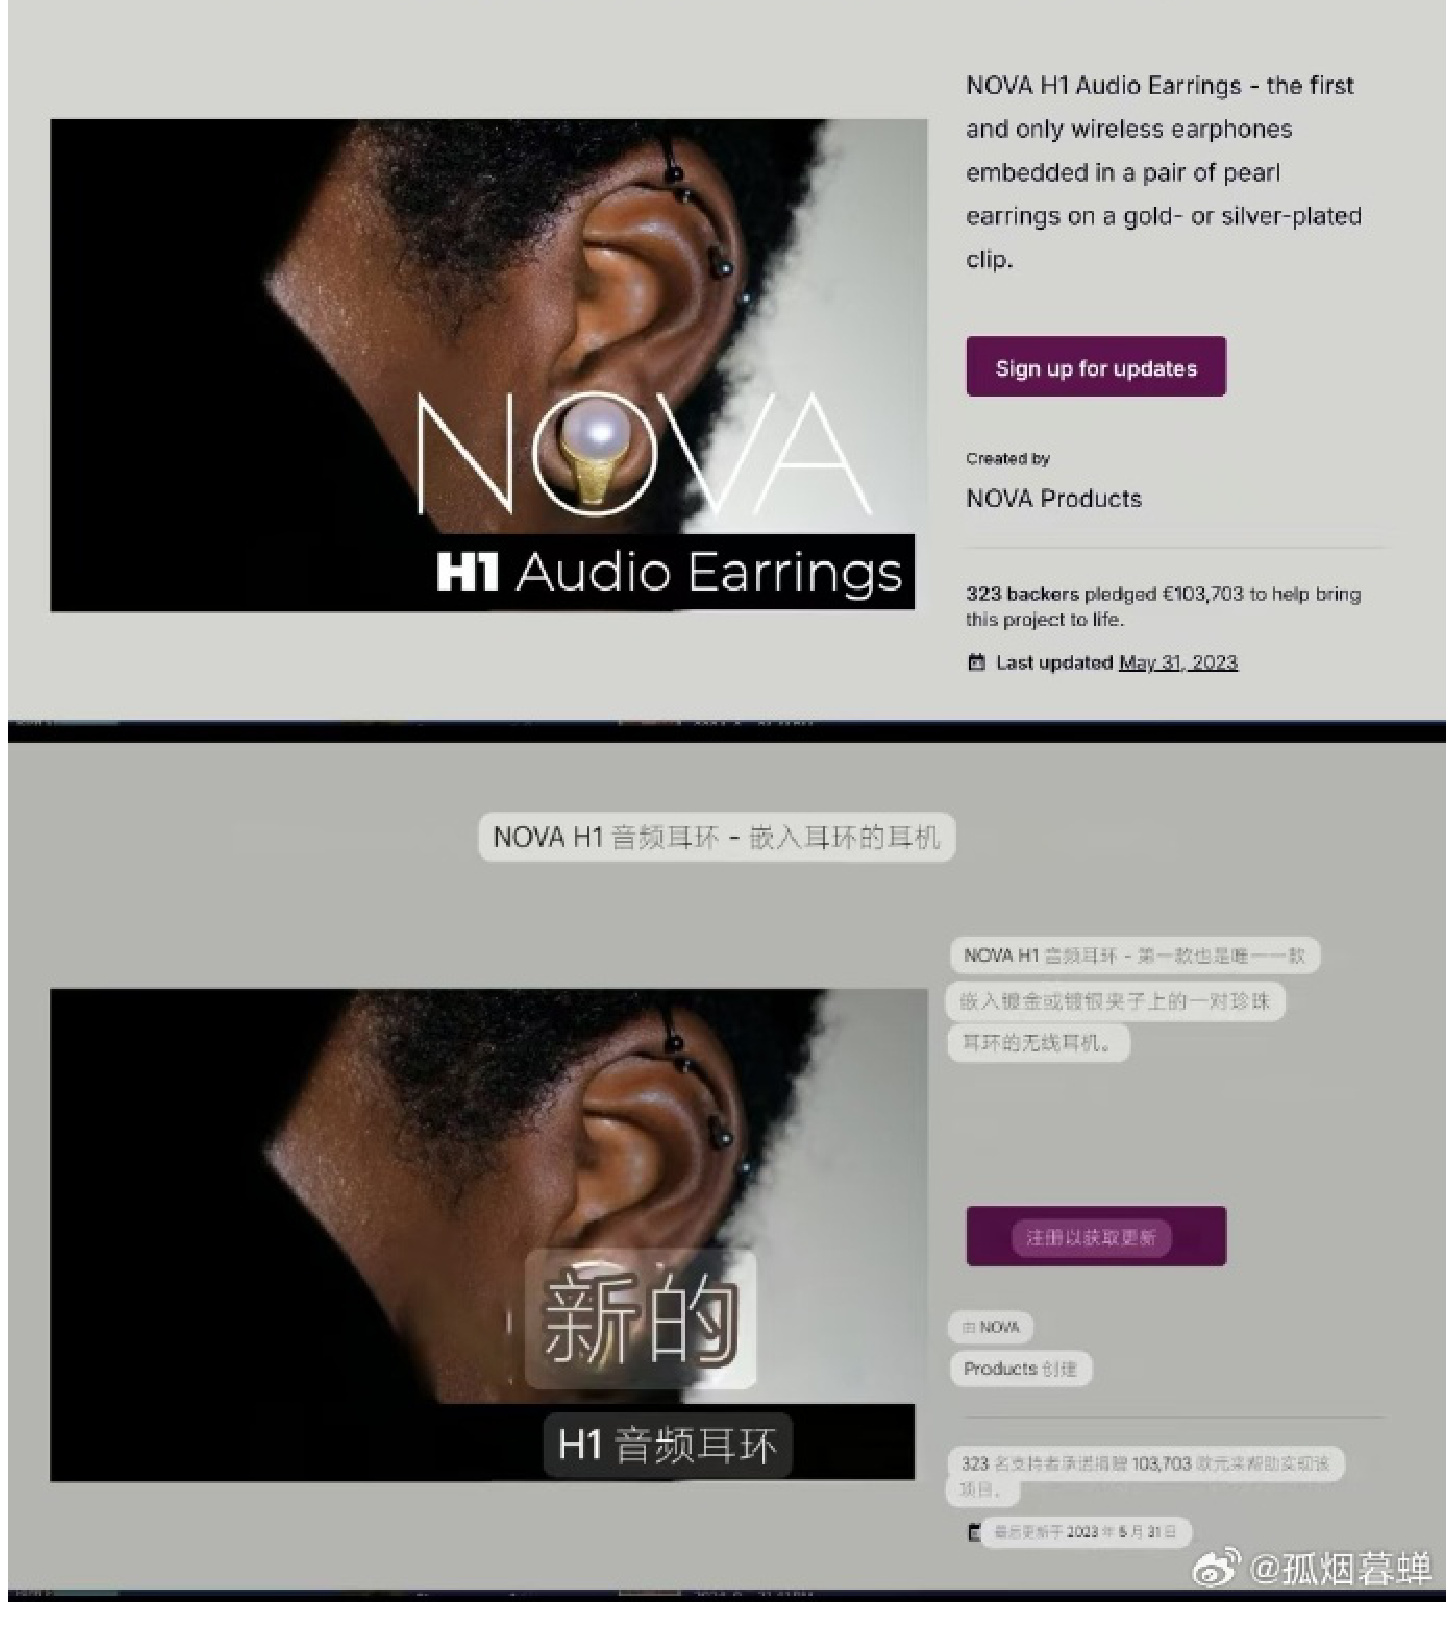 NOVA H1 Audio Earrings - the first
and only wireless earphones
embedded in a pair of pearl
earrings on a gold- or silver-plated
clip.
Sign up for updates
Created by
NOVA Products
323 backers pledged €103,703 to help bring
this project to life.
Last updated May 31, 2023
NOVA
H1 Audio Earrings
NOVA H1 音频耳环 - 嵌入耳环的耳机
NOVA H1 音频耳环 - 第一款也是唯一一款
嵌入镀金或镀银夹子上的一对珍珠
耳环的无线耳机。
注册以获取更新
由 NOVA
Products 创建
323 名支持者承诺捐赠 103,703 欧元来帮助实现该
项目。
最后更新于 2023 年 5 月 31 日
新的
H1 音频耳环
@孤烟暮蝉